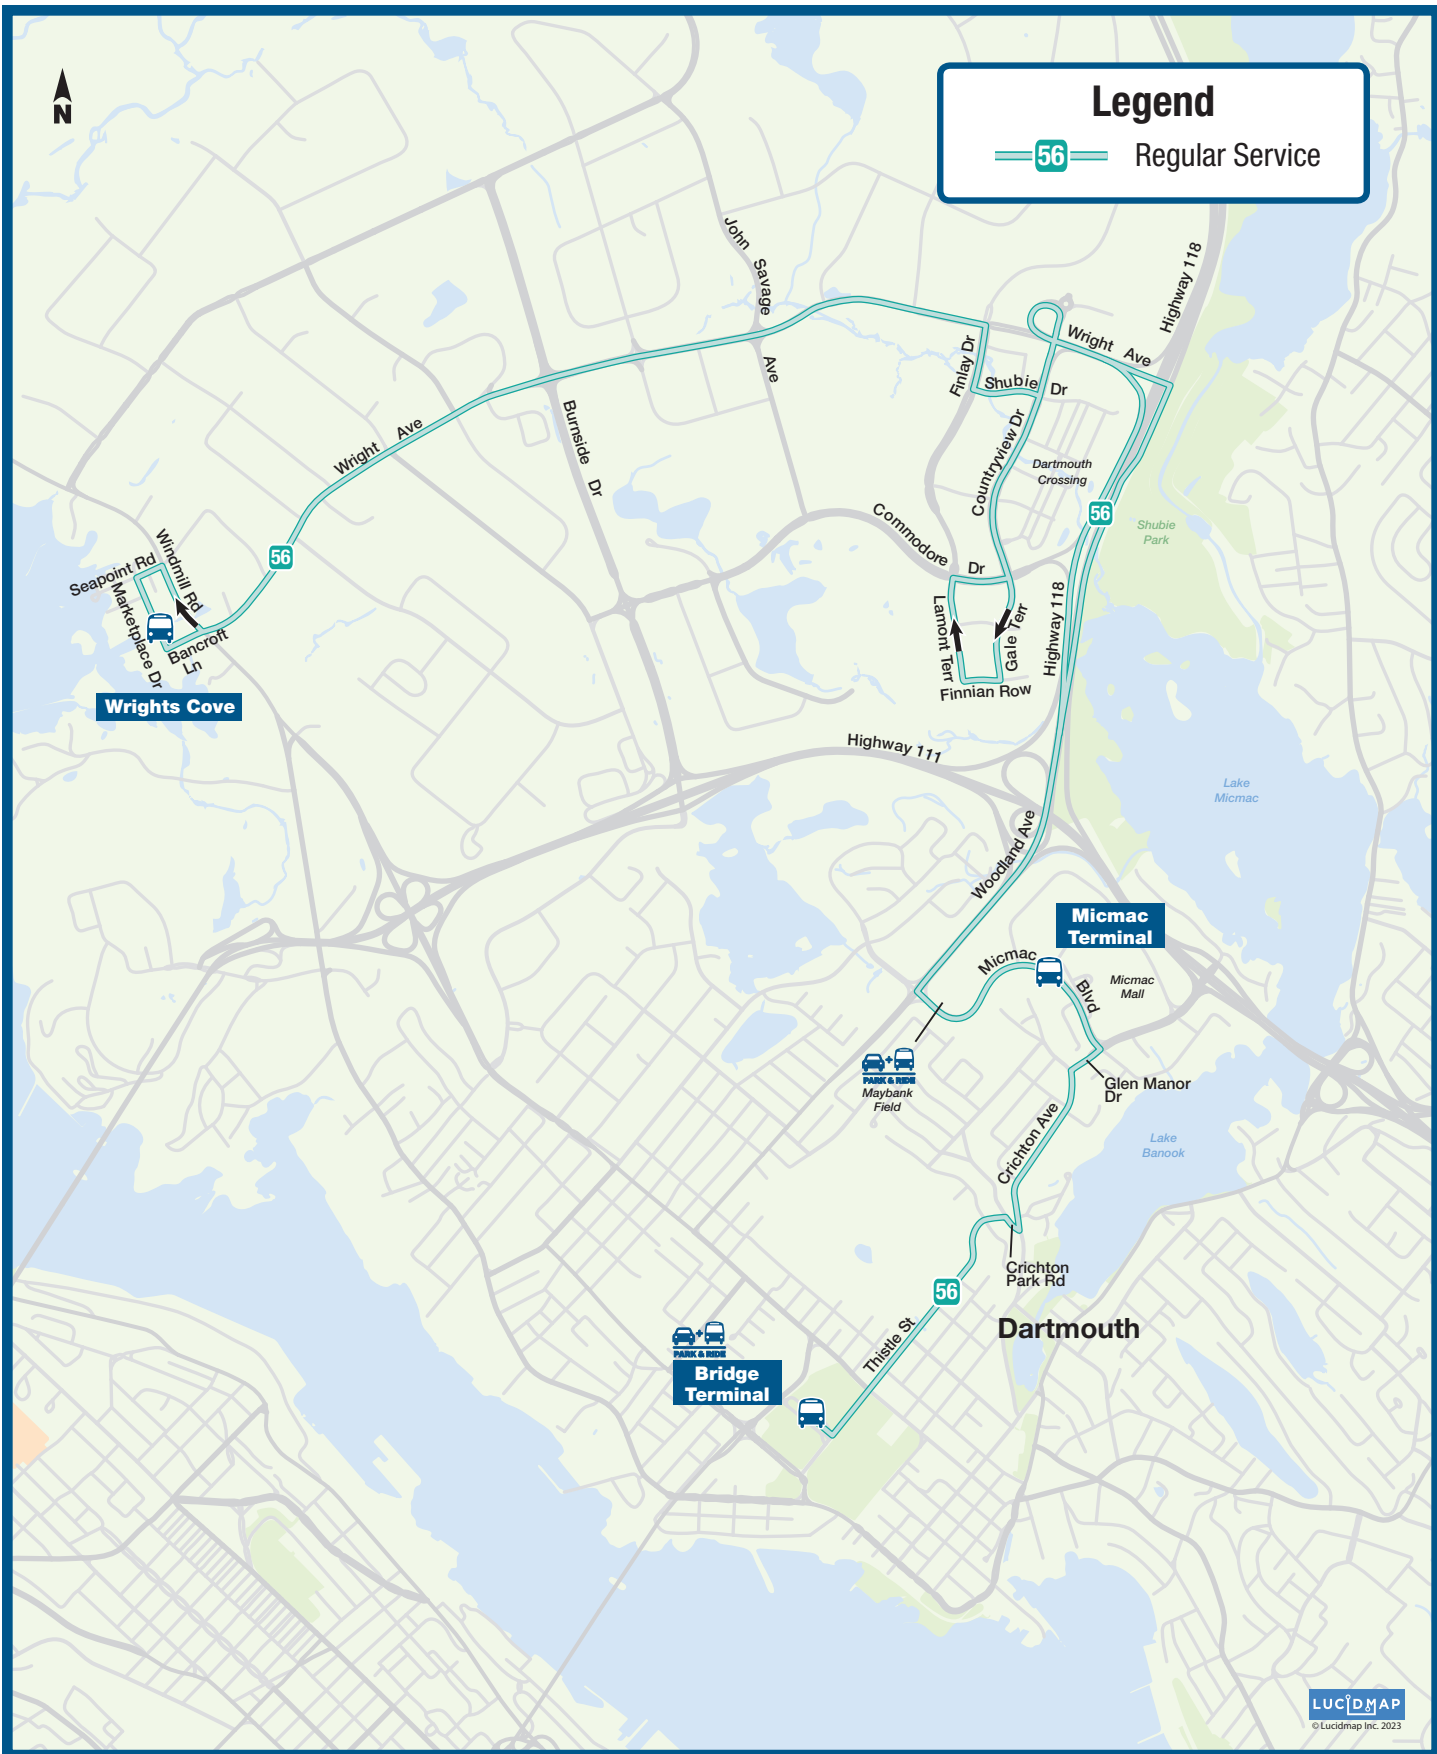 N
Legend
56 Regular Service
John Savage Ave
Highway 118
Wright Ave
Finlay Dr
Shubie Dr
Countryview Dr
Burnside Dr
Wright Ave
Dartmouth
Crossing
56
Shubie
Park
Commodore Dr
56
Windmill Rd
Seapoint Rd
Marketplace Dr
Bancroft
Ln
Wrights Cove
Lamont Terr
Gale Terr
Finnian Row
Highway 118
Highway 111
Lake
Micmac
Woodland Ave
Micmac
Terminal
Micmac Blvd
Micmac
Mall
PARK & RIDE
Maybank
Field
Glen Manor
Dr
Crichton Ave
Lake
Banook
Crichton
Park Rd
56
Dartmouth
Thistle St
PARK & RIDE
Bridge
Terminal
LUCIDMAP
© Lucidmap Inc. 2023